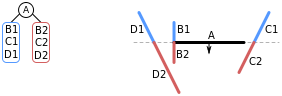 A
B1 B2
C1 C2
D1 D2
D1 B1 A C1
B2 C2
D2